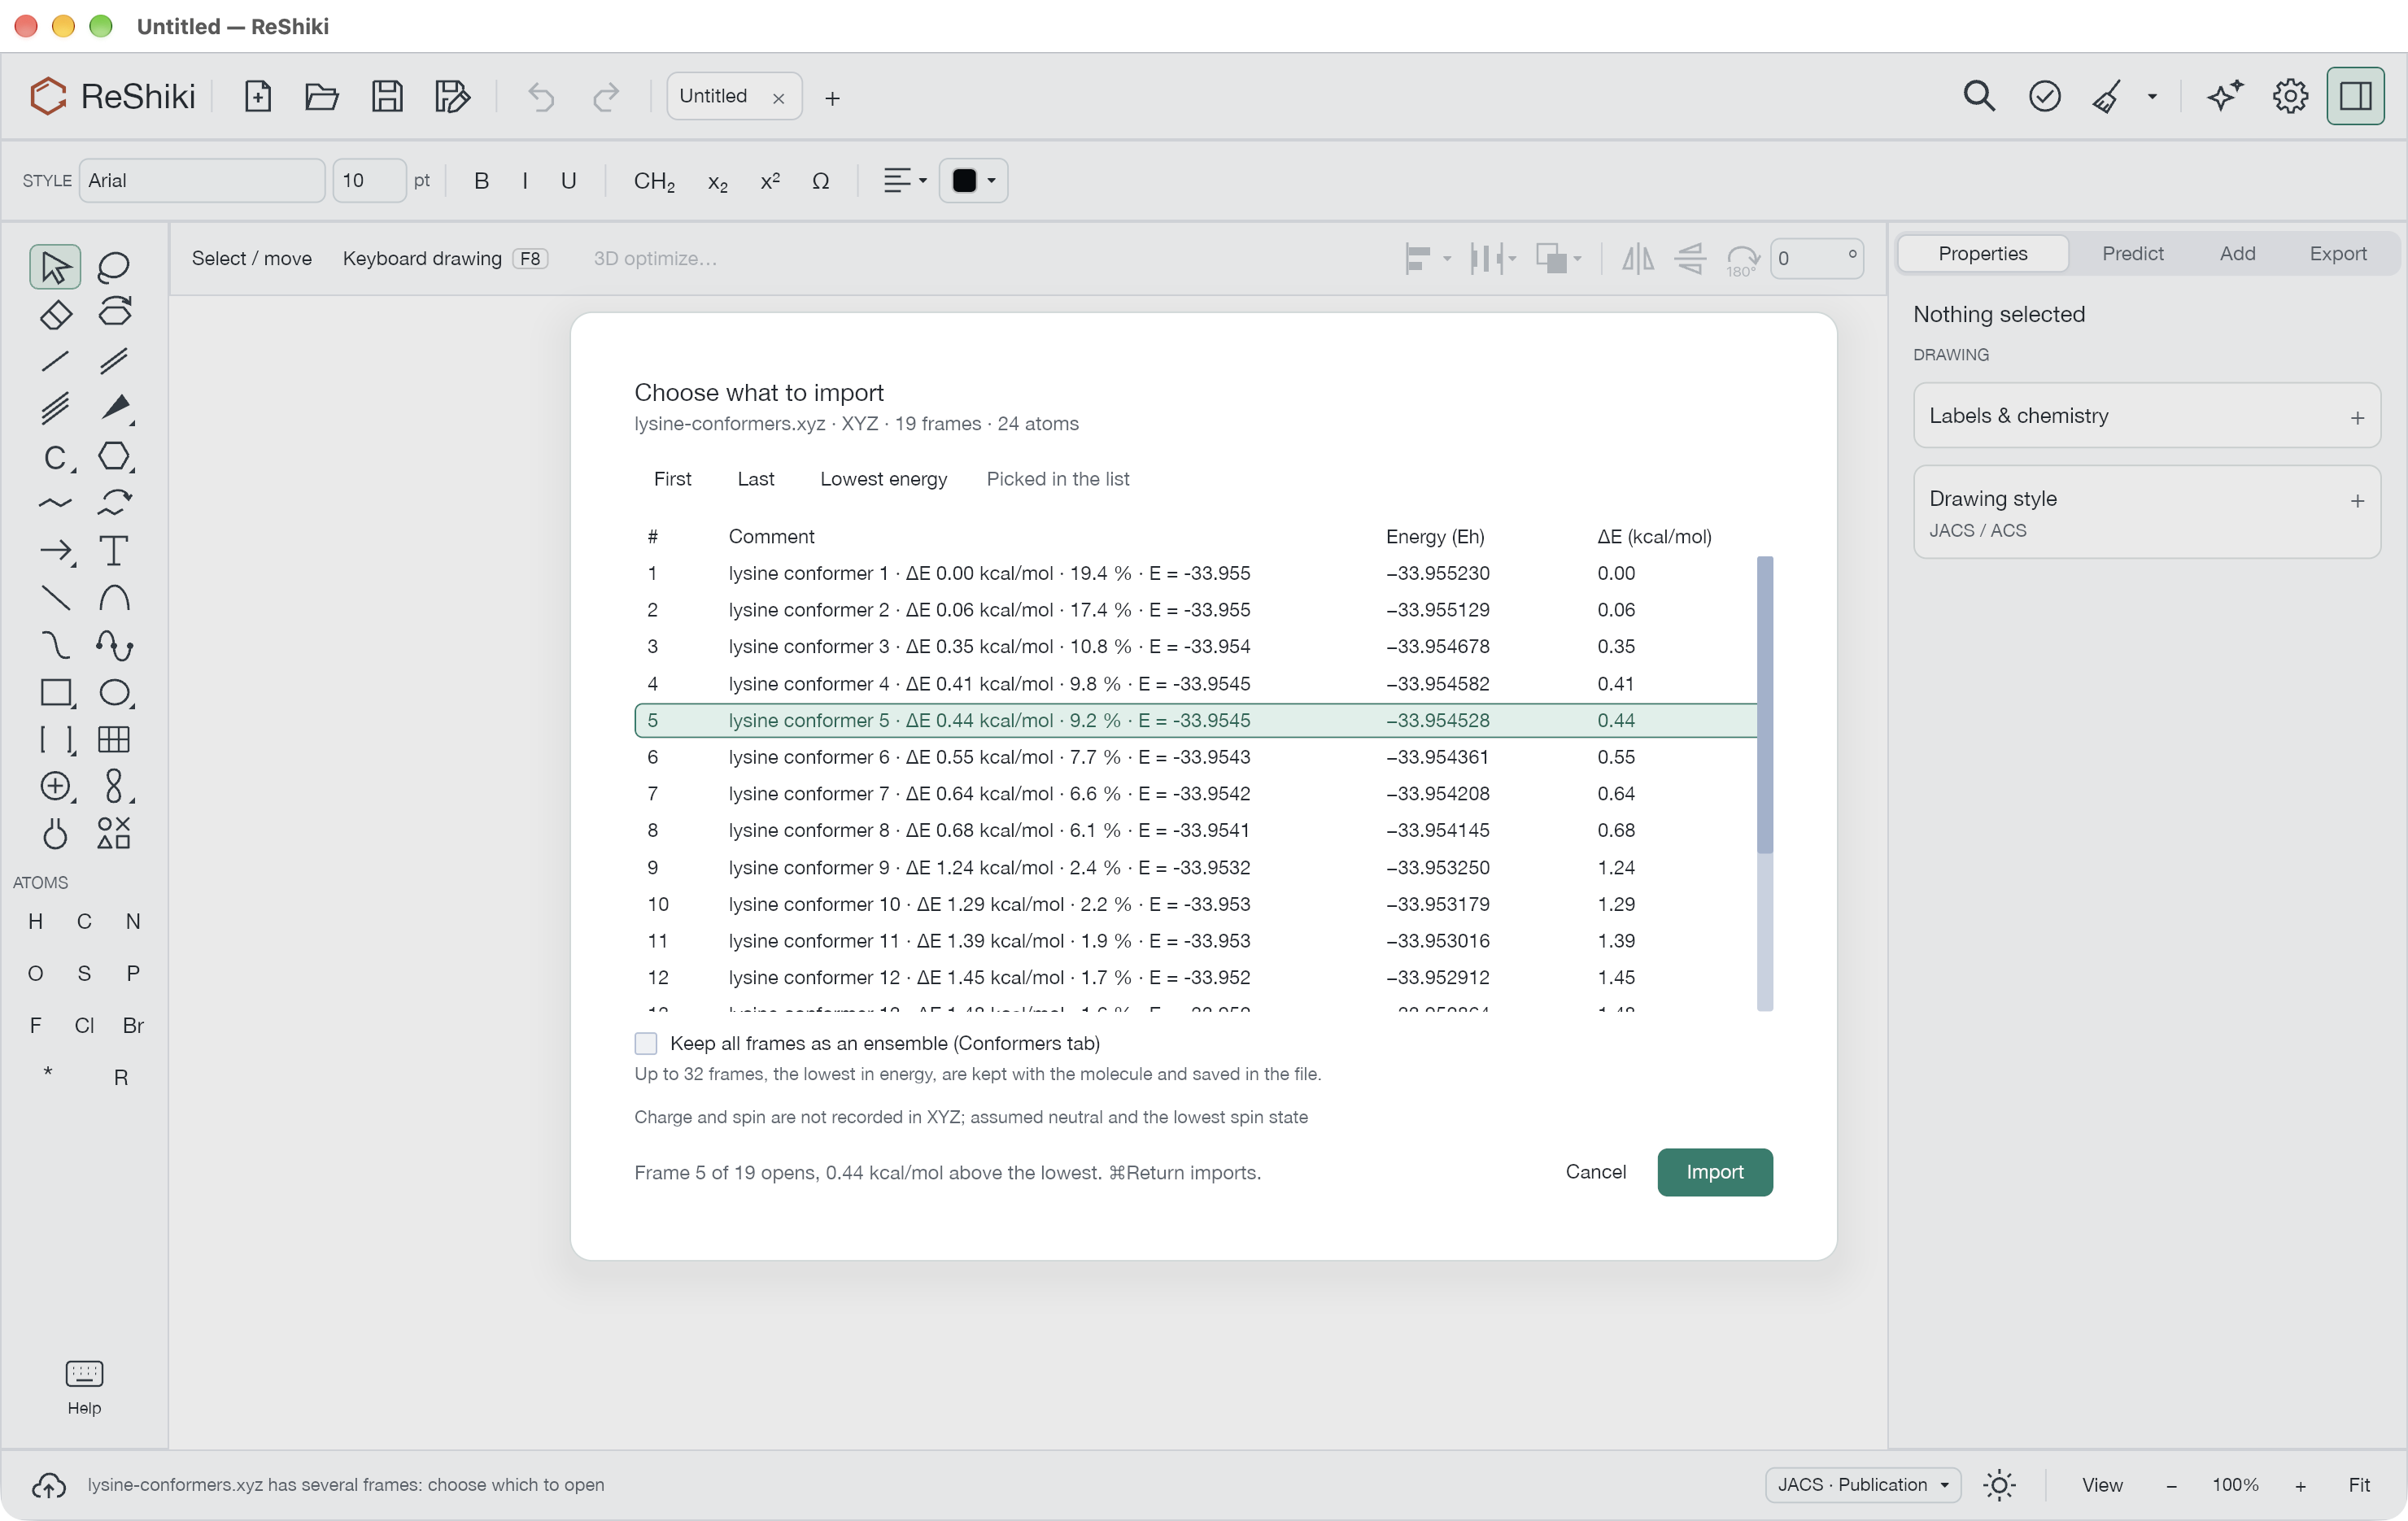 Untitled — ReShiki
ReShiki
Untitled × +
STYLE Arial 10 pt B I U CH₂ x₂ x² Ω
Select / move Keyboard drawing F8 3D optimize… 180° 0 °
Properties Predict Add Export
Nothing selected
DRAWING
Labels & chemistry +
Drawing style +
JACS / ACS
C
T
ATOMS
H C N
O S P
F Cl Br
* R
Help
Choose what to import
lysine-conformers.xyz · XYZ · 19 frames · 24 atoms
First Last Lowest energy Picked in the list
# Comment Energy (Eh) ΔE (kcal/mol)
1 lysine conformer 1 · ΔE 0.00 kcal/mol · 19.4 % · E = -33.955 −33.955230 0.00
2 lysine conformer 2 · ΔE 0.06 kcal/mol · 17.4 % · E = -33.955 −33.955129 0.06
3 lysine conformer 3 · ΔE 0.35 kcal/mol · 10.8 % · E = -33.954 −33.954678 0.35
4 lysine conformer 4 · ΔE 0.41 kcal/mol · 9.8 % · E = -33.9545 −33.954582 0.41
5 lysine conformer 5 · ΔE 0.44 kcal/mol · 9.2 % · E = -33.9545 −33.954528 0.44
6 lysine conformer 6 · ΔE 0.55 kcal/mol · 7.7 % · E = -33.9543 −33.954361 0.55
7 lysine conformer 7 · ΔE 0.64 kcal/mol · 6.6 % · E = -33.9542 −33.954208 0.64
8 lysine conformer 8 · ΔE 0.68 kcal/mol · 6.1 % · E = -33.9541 −33.954145 0.68
9 lysine conformer 9 · ΔE 1.24 kcal/mol · 2.4 % · E = -33.9532 −33.953250 1.24
10 lysine conformer 10 · ΔE 1.29 kcal/mol · 2.2 % · E = -33.953 −33.953179 1.29
11 lysine conformer 11 · ΔE 1.39 kcal/mol · 1.9 % · E = -33.953 −33.953016 1.39
12 lysine conformer 12 · ΔE 1.45 kcal/mol · 1.7 % · E = -33.952 −33.952912 1.45
Keep all frames as an ensemble (Conformers tab)
Up to 32 frames, the lowest in energy, are kept with the molecule and saved in the file.
Charge and spin are not recorded in XYZ; assumed neutral and the lowest spin state
Frame 5 of 19 opens, 0.44 kcal/mol above the lowest. ⌘Return imports. Cancel Import
lysine-conformers.xyz has several frames: choose which to open
JACS · Publication View − 100% + Fit